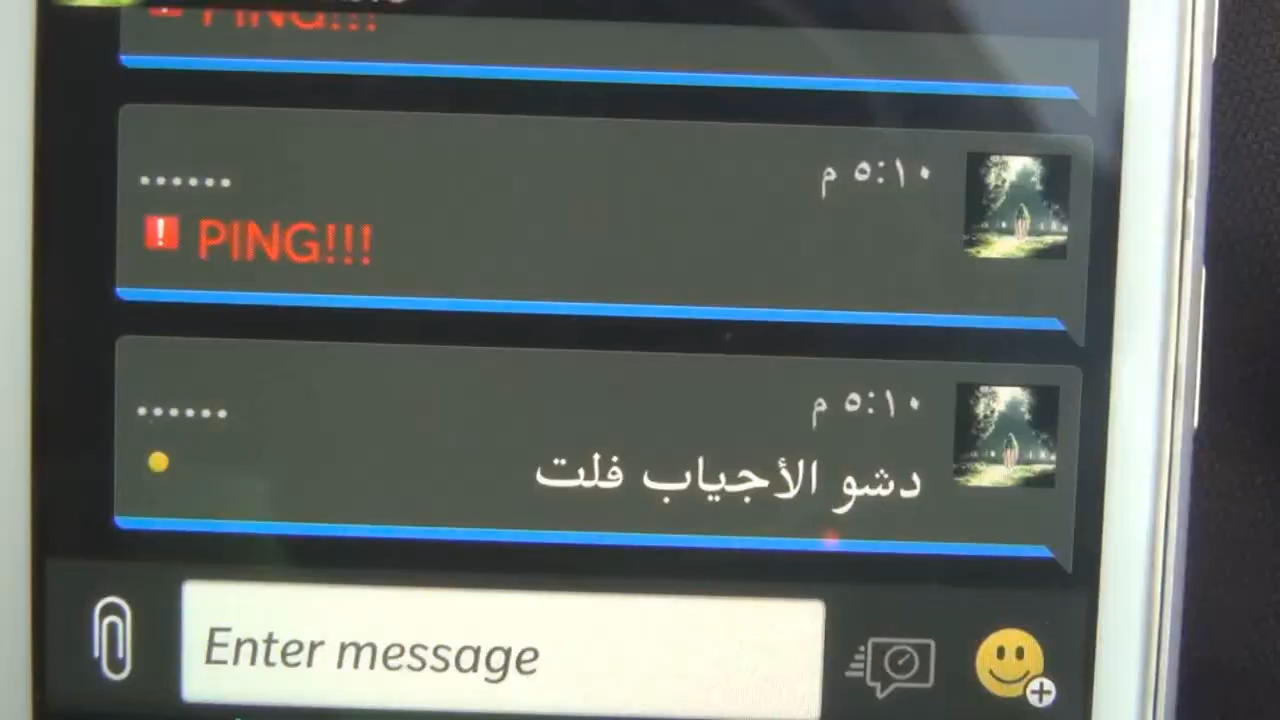 PING!!!
......
٥:١٠ م
PING!!!
......
٥:١٠ م
دشو الأجياب فلت
Enter message